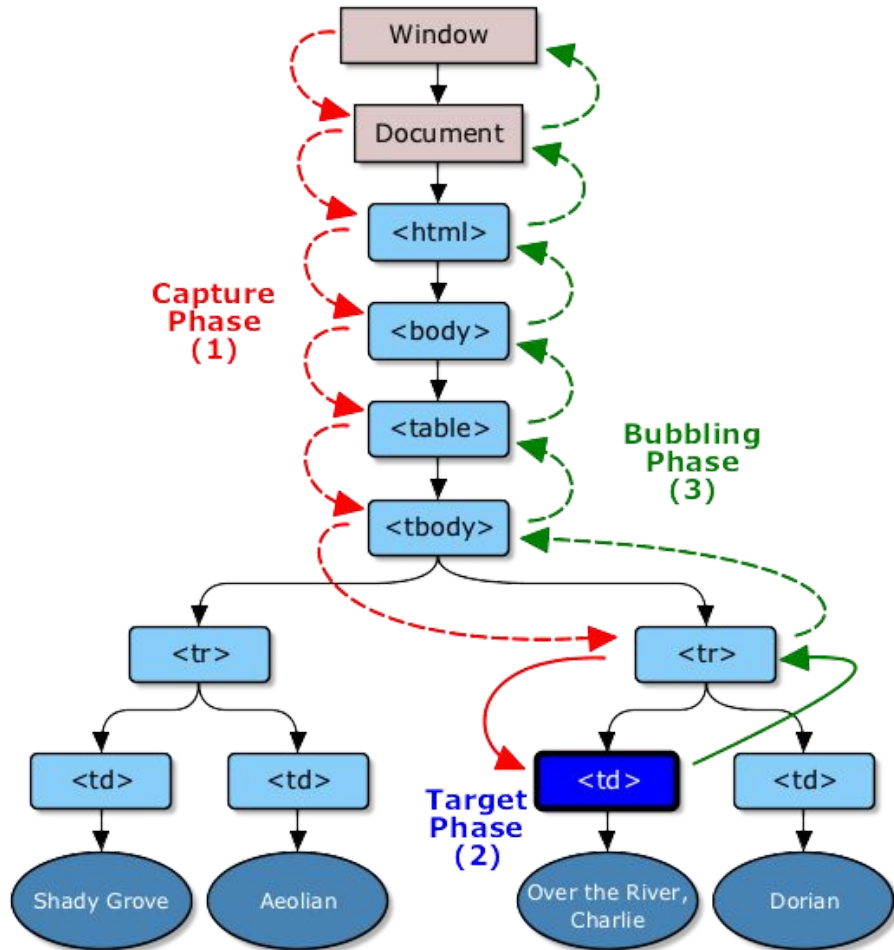 Window
Document
<html>
Capture
Phase
(1)
<body>
<table>
Bubbling
Phase
(3)
<tbody>
<tr>
<tr>
<td>
<td>
<td>
<td>
Target
Phase
(2)
Shady Grove
Aeolian
Over the River,
Charlie
Dorian